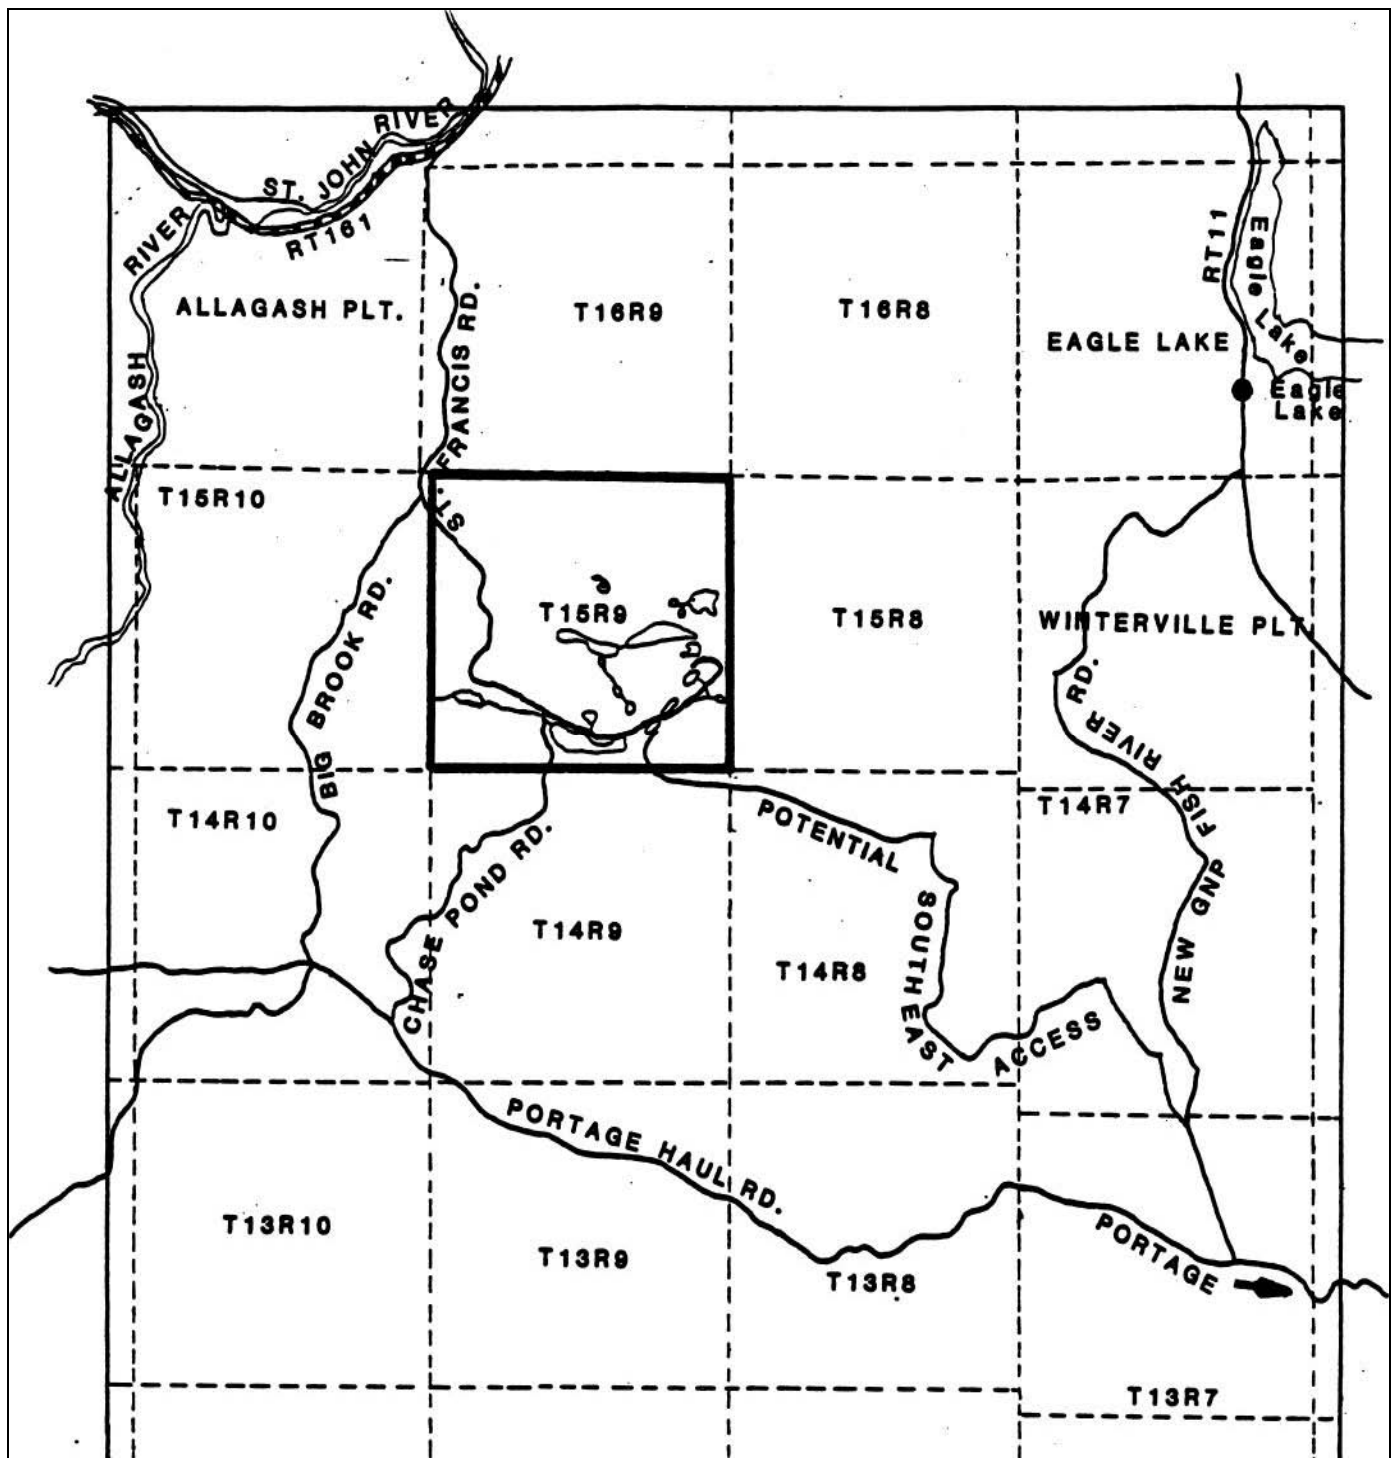 ST. JOHN RIVER
RT161
ALLAGASH RIVER
ALLAGASH PLT.
ST. FRANCIS RD.
T16R9
T16R8
RT11
Eagle Lake
EAGLE LAKE
Eagle
Lake
T15R10
T15R9
T15R8
WINTERVILLE PLT.
BIG BROOK RD.
NEW GNP FISH RIVER RD.
T14R10
T14R7
POTENTIAL SOUTHEAST ACCESS
CHASE POND RD.
T14R9
T14R8
PORTAGE HAUL RD.
T13R10
T13R9
T13R8
PORTAGE
T13R7